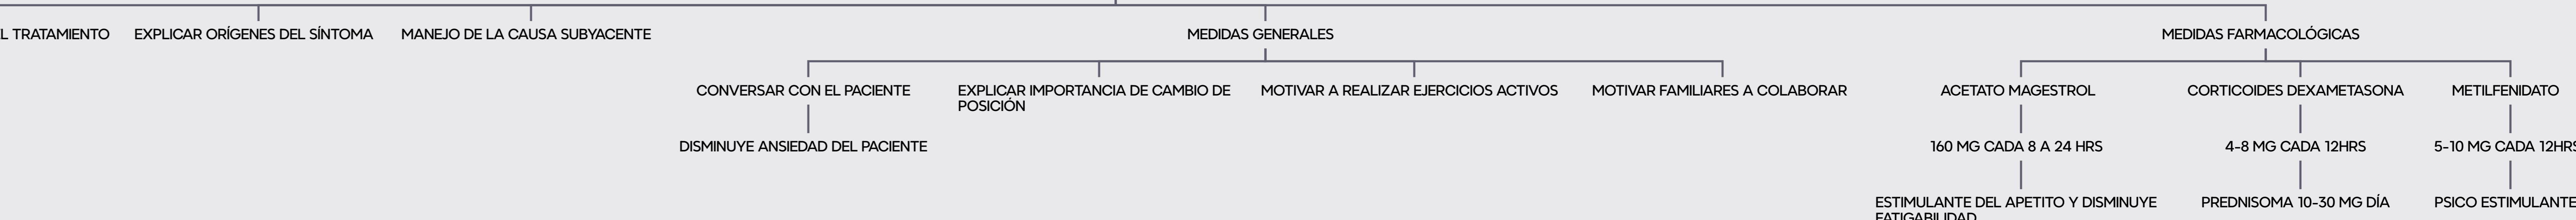 L TRATAMIENTO
EXPLICAR ORÍGENES DEL SÍNTOMA
MANEJO DE LA CAUSA SUBYACENTE
MEDIDAS GENERALES
MEDIDAS FARMACOLÓGICAS
CONVERSAR CON EL PACIENTE
EXPLICAR IMPORTANCIA DE CAMBIO DE
POSICIÓN
MOTIVAR A REALIZAR EJERCICIOS ACTIVOS
MOTIVAR FAMILIARES A COLABORAR
ACETATO MAGESTROL
CORTICOIDES DEXAMETASONA
METILFENIDATO
DISMINUYE ANSIEDAD DEL PACIENTE
160 MG CADA 8 A 24 HRS
4-8 MG CADA 12HRS
5-10 MG CADA 12HRS
ESTIMULANTE DEL APETITO Y DISMINUYE
FATIGABILIDAD
PREDNISOMA 10-30 MG DÍA
PSICO ESTIMULANTE